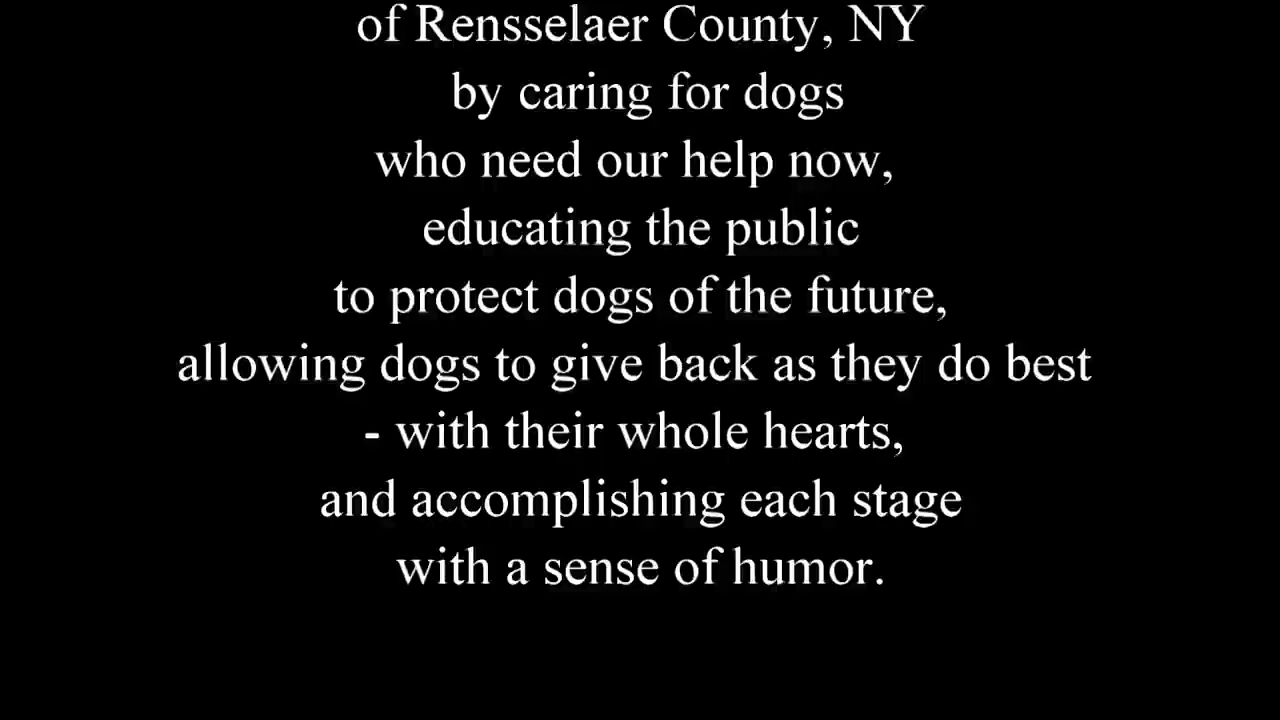 of Rensselaer County, NY
by caring for dogs
who need our help now,
educating the public
to protect dogs of the future,
allowing dogs to give back as they do best
- with their whole hearts,
and accomplishing each stage
with a sense of humor.